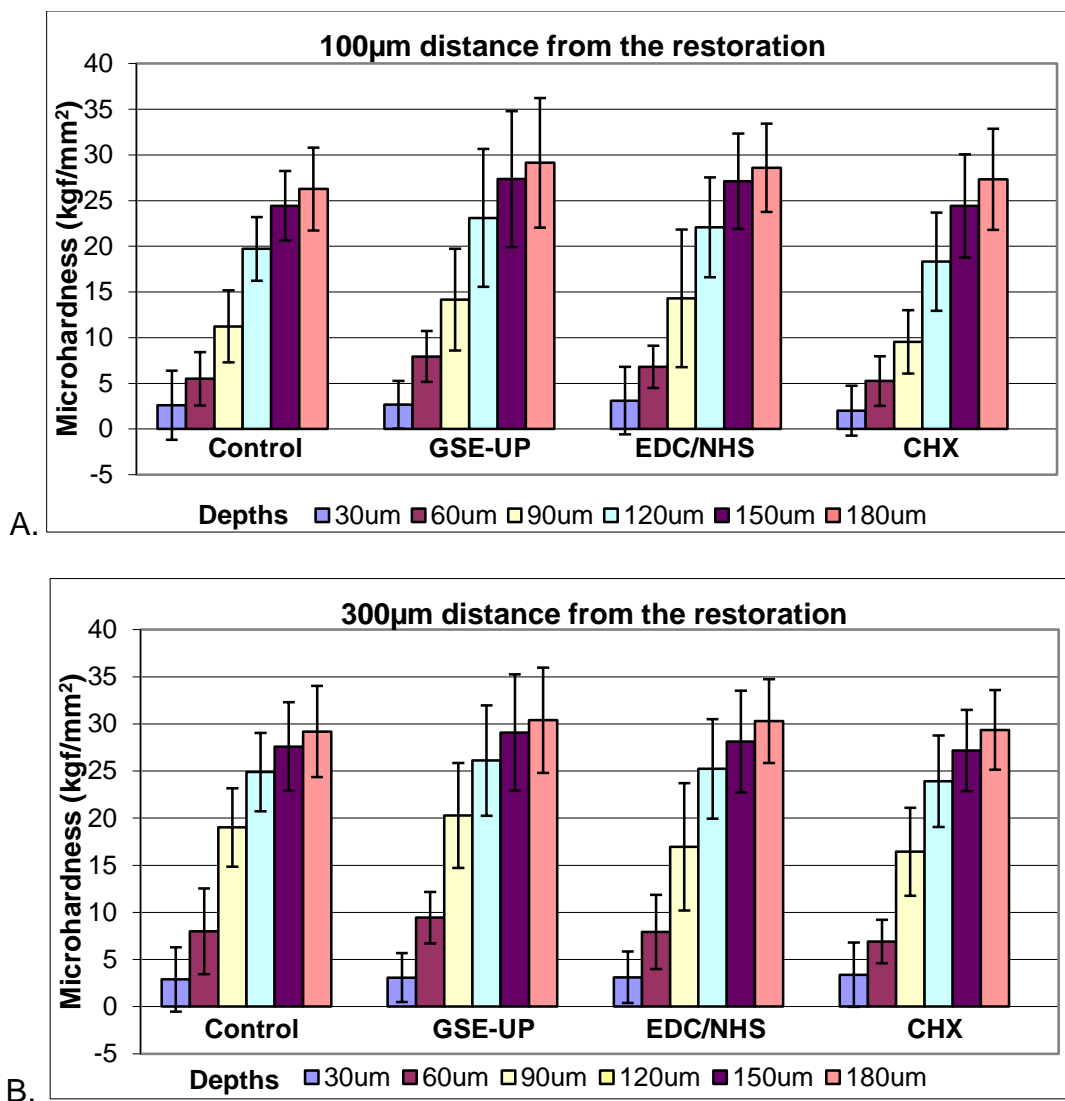 100µm distance from the restoration
Microhardness (kgf/mm²)
40
35
30
25
20
15
10
5
0
-5
Control GSE-UP EDC/NHS CHX
Depths 30um 60um 90um 120um 150um 180um
A.
300µm distance from the restoration
Microhardness (kgf/mm²)
40
35
30
25
20
15
10
5
0
-5
Control GSE-UP EDC/NHS CHX
Depths 30um 60um 90um 120um 150um 180um
B.